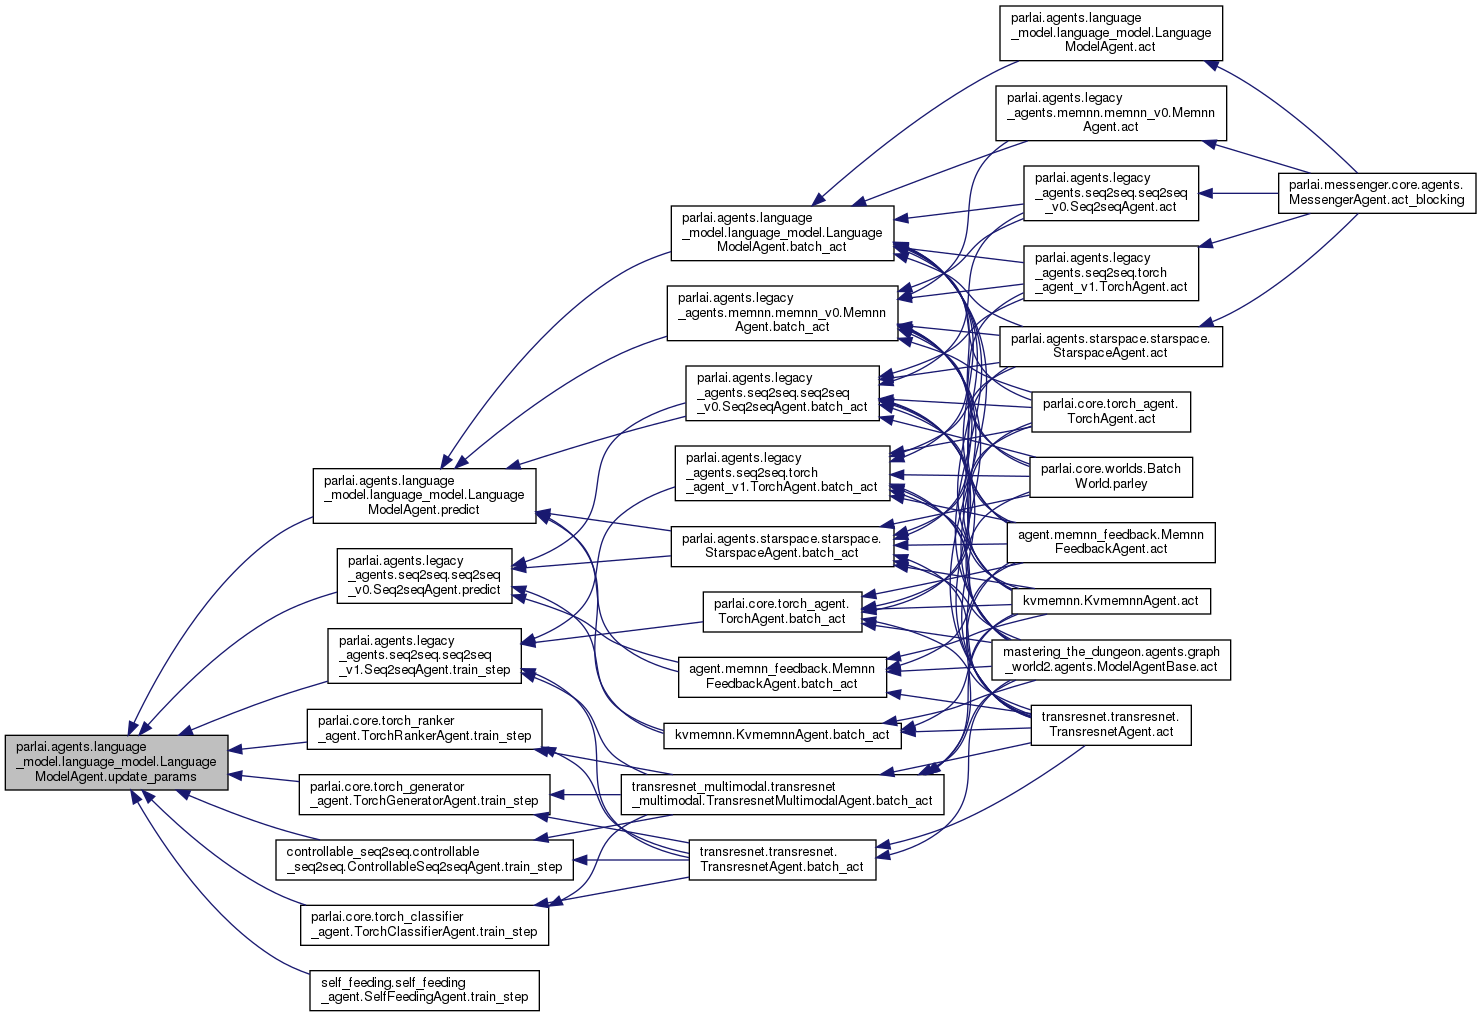 parlai.agents.language
_model.language_model.Language
ModelAgent.update_params
parlai.agents.language
_model.language_model.Language
ModelAgent.predict
parlai.agents.legacy
_agents.seq2seq.seq2seq
_v0.Seq2seqAgent.predict
parlai.agents.legacy
_agents.seq2seq.seq2seq
_v1.Seq2seqAgent.train_step
parlai.core.torch_ranker
_agent.TorchRankerAgent.train_step
parlai.core.torch_generator
_agent.TorchGeneratorAgent.train_step
controllable_seq2seq.controllable
_seq2seq.ControllableSeq2seqAgent.train_step
parlai.core.torch_classifier
_agent.TorchClassifierAgent.train_step
self_feeding.self_feeding
_agent.SelfFeedingAgent.train_step
parlai.agents.language
_model.language_model.Language
ModelAgent.batch_act
parlai.agents.legacy
_agents.memnn.memnn_v0.Memnn
Agent.batch_act
parlai.agents.legacy
_agents.seq2seq.seq2seq
_v0.Seq2seqAgent.batch_act
parlai.agents.legacy
_agents.seq2seq.torch
_agent_v1.TorchAgent.batch_act
parlai.agents.starspace.starspace.
StarspaceAgent.batch_act
parlai.core.torch_agent.
TorchAgent.batch_act
agent.memnn_feedback.Memnn
FeedbackAgent.batch_act
kvmemnn.KvmemnnAgent.batch_act
transresnet_multimodal.transresnet
_multimodal.TransresnetMultimodalAgent.batch_act
transresnet.transresnet.
TransresnetAgent.batch_act
parlai.agents.language
_model.language_model.Language
ModelAgent.act
parlai.agents.legacy
_agents.memnn.memnn_v0.Memnn
Agent.act
parlai.agents.legacy
_agents.seq2seq.seq2seq
_v0.Seq2seqAgent.act
parlai.agents.legacy
_agents.seq2seq.torch
_agent_v1.TorchAgent.act
parlai.agents.starspace.starspace.
StarspaceAgent.act
parlai.core.torch_agent.
TorchAgent.act
parlai.core.worlds.Batch
World.parley
agent.memnn_feedback.Memnn
FeedbackAgent.act
kvmemnn.KvmemnnAgent.act
mastering_the_dungeon.agents.graph
_world2.agents.ModelAgentBase.act
transresnet.transresnet.
TransresnetAgent.act
parlai.messenger.core.agents.
MessengerAgent.act_blocking